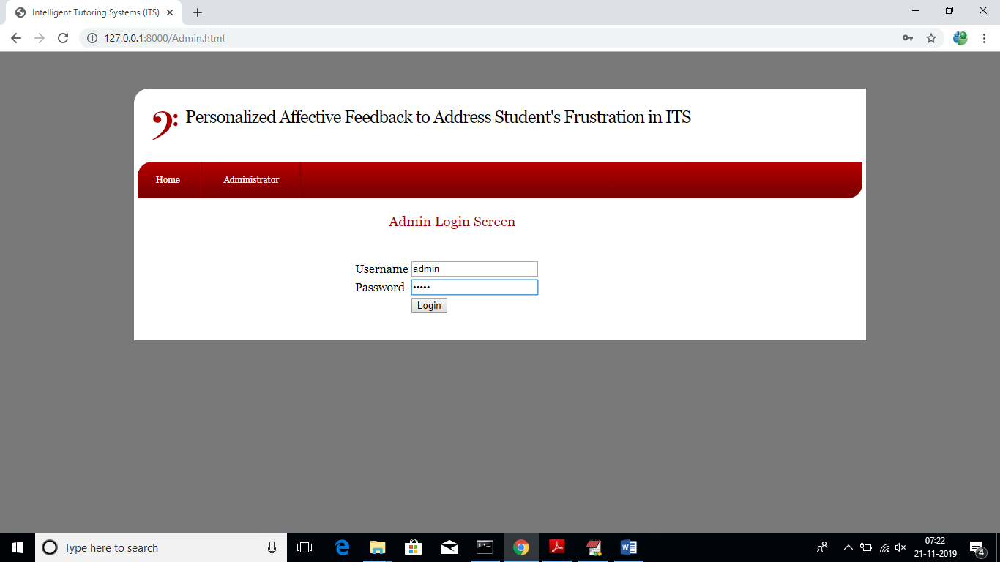 Intelligent Tutoring Systems (ITS)
127.0.0.1:8000/Admin.html
Personalized Affective Feedback to Address Student's Frustration in ITS
Home Administrator
Admin Login Screen
Username admin
Password •••••
Login
Type here to search
07:22
21-11-2019
4